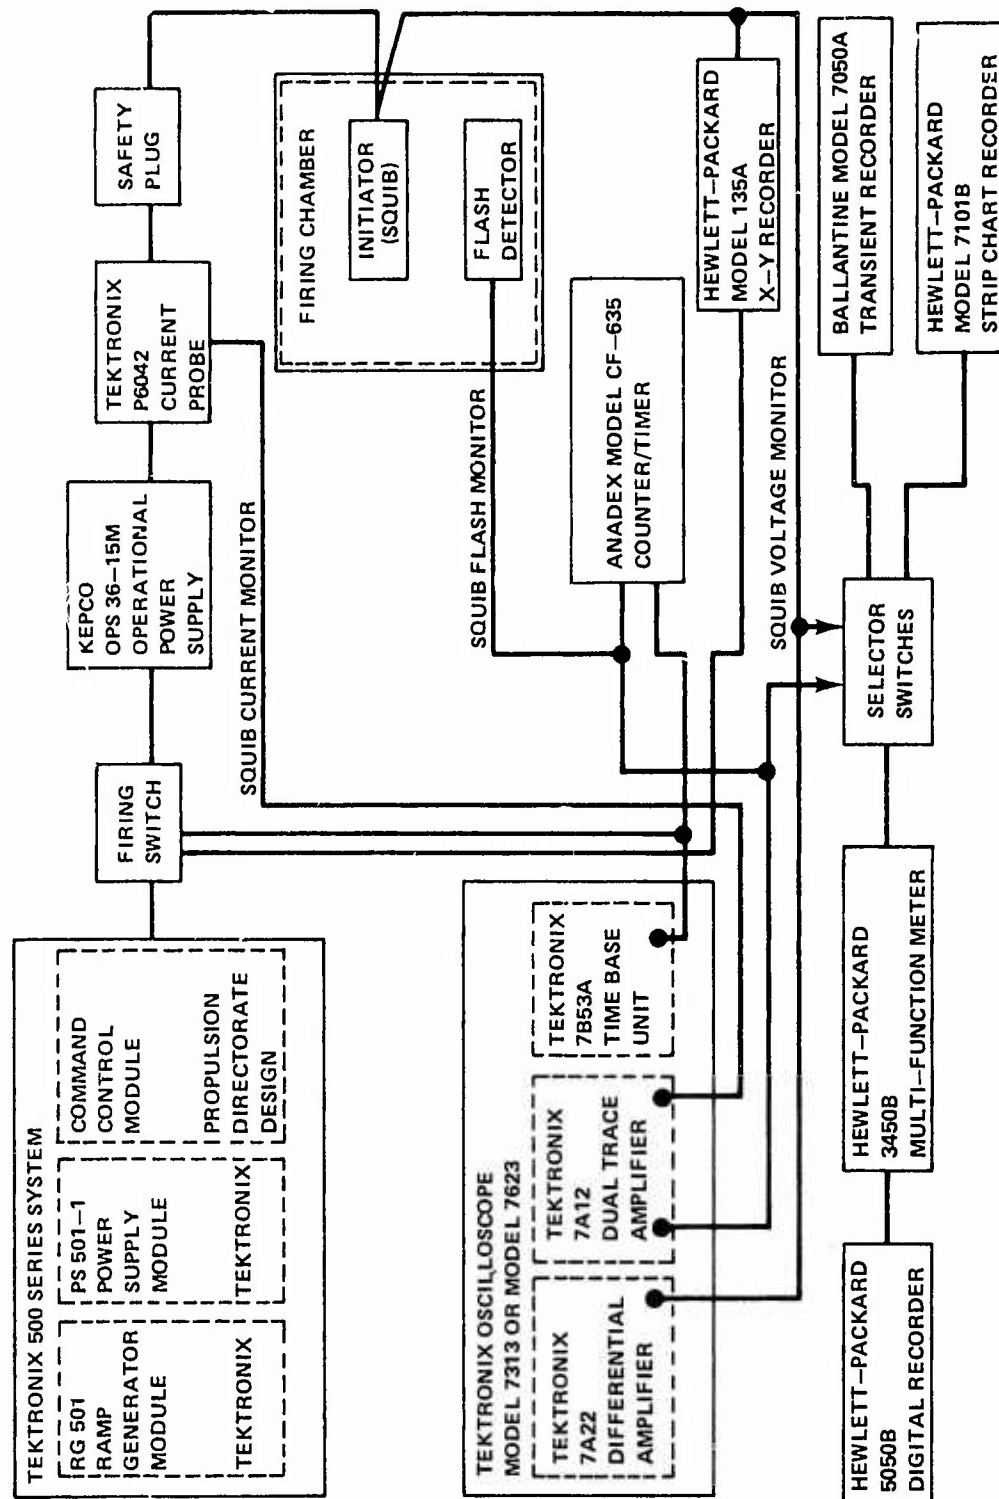 TEKTRONIX 500 SERIES SYSTEM
RG 501
RAMP
GENERATOR
MODULE
TEKTRONIX
PS 501–1
POWER
SUPPLY
MODULE
TEKTRONIX
COMMAND
CONTROL
MODULE
PROPULSION
DIRECTORATE
DESIGN
FIRING
SWITCH
KEPCO
OPS 36–15M
OPERATIONAL
POWER
SUPPLY
TEKTRONIX
P6042
CURRENT
PROBE
SAFETY
PLUG
SQUIB CURRENT MONITOR
FIRING CHAMBER
INITIATOR
(SQUIB)
FLASH
DETECTOR
SQUIB FLASH MONITOR
TEKTRONIX OSCILLOSCOPE
MODEL 7313 OR MODEL 7623
TEKTRONIX
7A22
DIFFERENTIAL
AMPLIFIER
TEKTRONIX
7A12
DUAL TRACE
AMPLIFIER
TEKTRONIX
7B53A
TIME BASE
UNIT
ANADEX MODEL CF–635
COUNTER/TIMER
HEWLETT–PACKARD
MODEL 135A
X–Y RECORDER
SQUIB VOLTAGE MONITOR
HEWLETT–PACKARD
5050B
DIGITAL RECORDER
HEWLETT–PACKARD
3450B
MULTI–FUNCTION METER
SELECTOR
SWITCHES
BALLANTINE MODEL 7050A
TRANSIENT RECORDER
HEWLETT–PACKARD
MODEL 7101B
STRIP CHART RECORDER